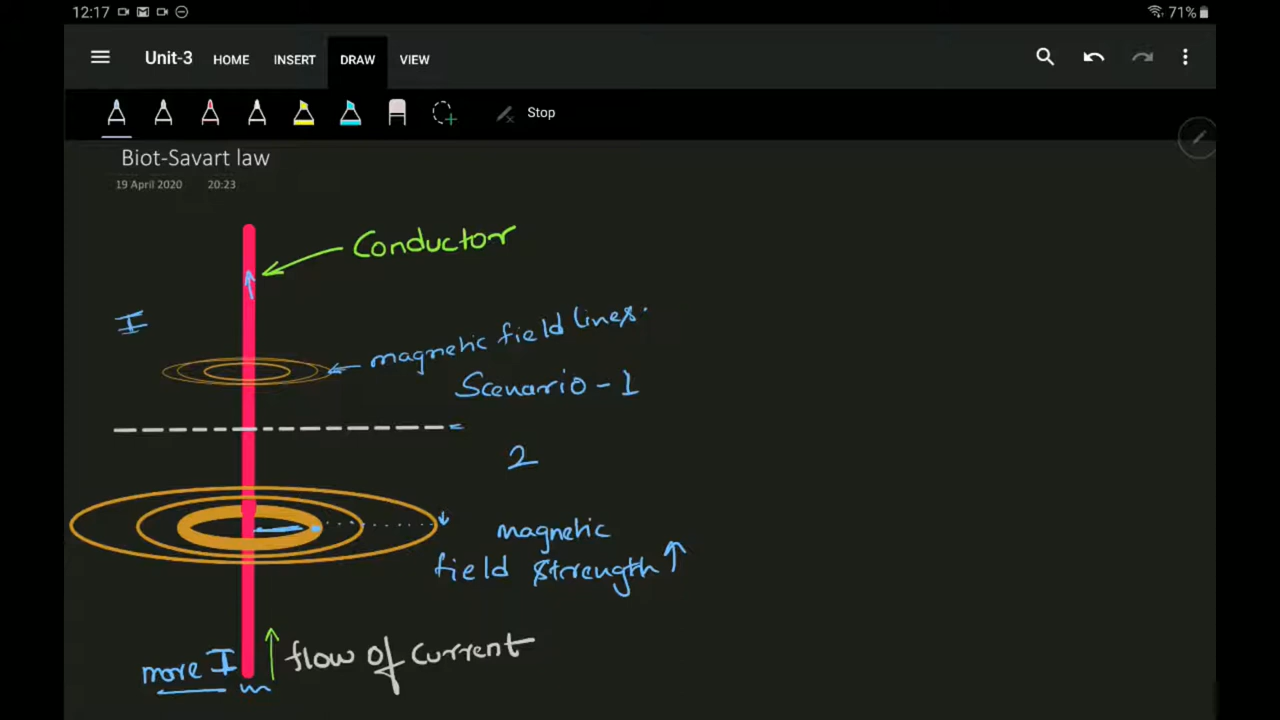 12:17
71%
Unit-3 HOME INSERT DRAW VIEW
Stop
Biot-Savart law
19 April 2020 20:23
Conductor
I
magnetic field lines.
Scenario - 1
2
magnetic
field strength ↑
more I
flow of current